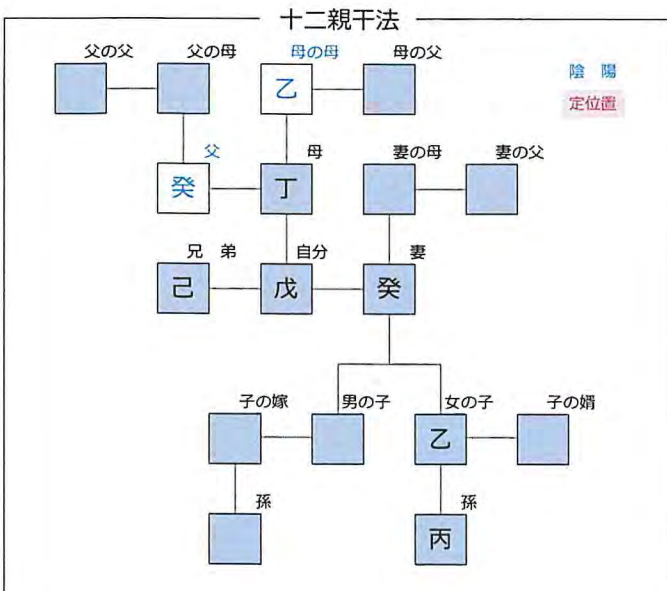 十二親干法
父の父 父の母 母の母 母の父
乙
陰 陽
定位置
父 母 妻の母 妻の父
癸 丁
兄 弟 自分 妻
己 戊 癸
子の嫁 男の子 女の子 子の婿
乙
孫 孫
丙